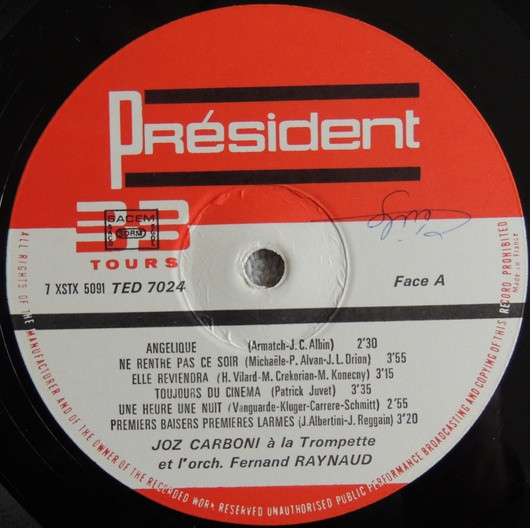 Président
33
SACEM
SDRM
TOURS
7 XSTX 5091 TED 7024
Face A
ANGELIQUE (Armatch-J.C. Albin) 2'30
NE RENTRE PAS CE SOIR (Michaële-P. Alvan-J.L. Drion) 3'55
ELLE REVIENDRA (H. Vilard-M. Crekorian-M. Konecny) 3'15
TOUJOURS DU CINEMA (Patrick Juvet) 3'35
UNE HEURE UNE NUIT (Vanguarde-Kluger-Carrere-Schmitt) 2'55
PREMIERS BAISERS PREMIERES LARMES (J.Albertini-J. Reggain) 3'20
JOZ CARBONI à la Trompette
et l'orch. Fernand RAYNAUD
ALL RIGHTS OF THE MANUFACTURER AND OF THE OWNER OF THE RECORDED WORK RESERVED UNAUTHORISED PUBLIC PERFORMANCE BROADCASTING AND COPYING OF THIS RECORD PROHIBITED
Made in France